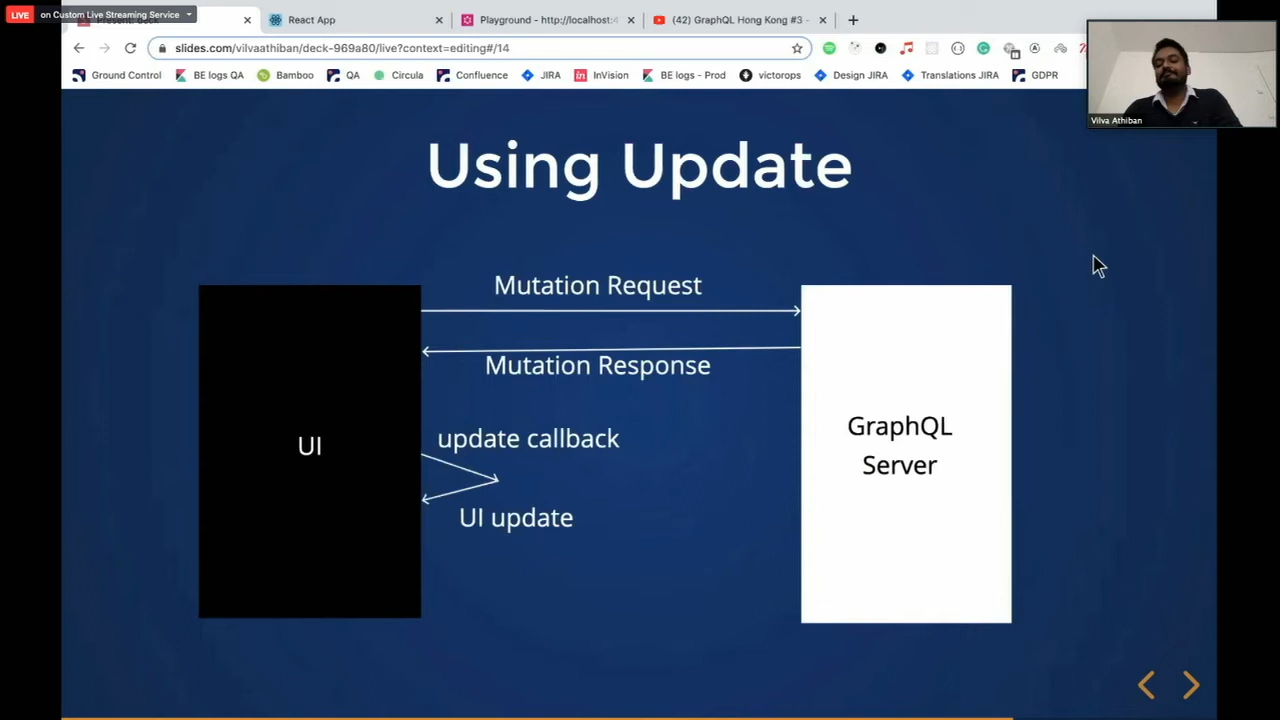 LIVE on Custom Live Streaming Service
React App
Playground - http://localhost:4
(42) GraphQL Hong Kong #3 -
slides.com/vilvaathiban/deck-969a80/live?context=editing#/14
Ground Control BE logs QA Bamboo QA Circula Confluence JIRA InVision BE logs - Prod victorops Design JIRA Translations JIRA GDPR
Vilva Athiban
Using Update
Mutation Request
Mutation Response
UI
update callback
UI update
GraphQL
Server